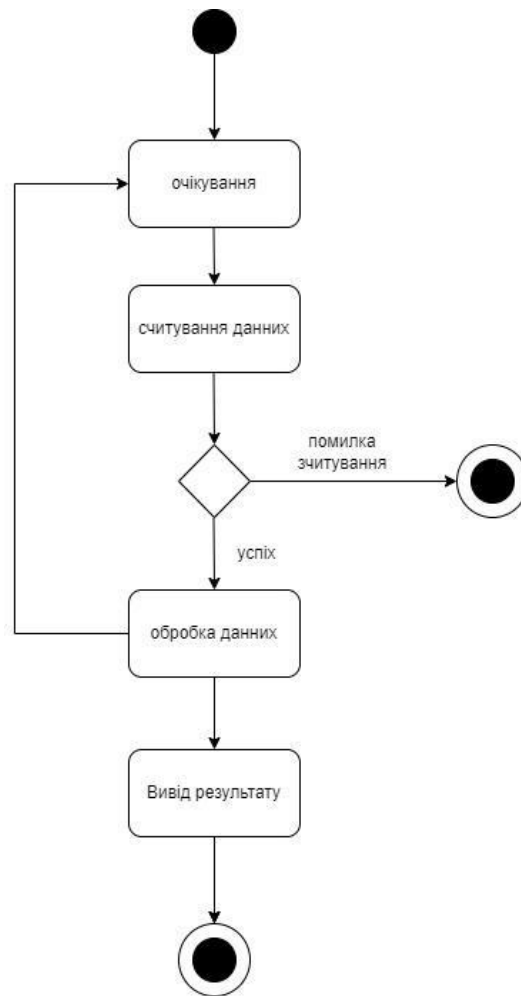 очікування
считування данних
помилка
зчитування
успіх
обробка данних
Вивід результату